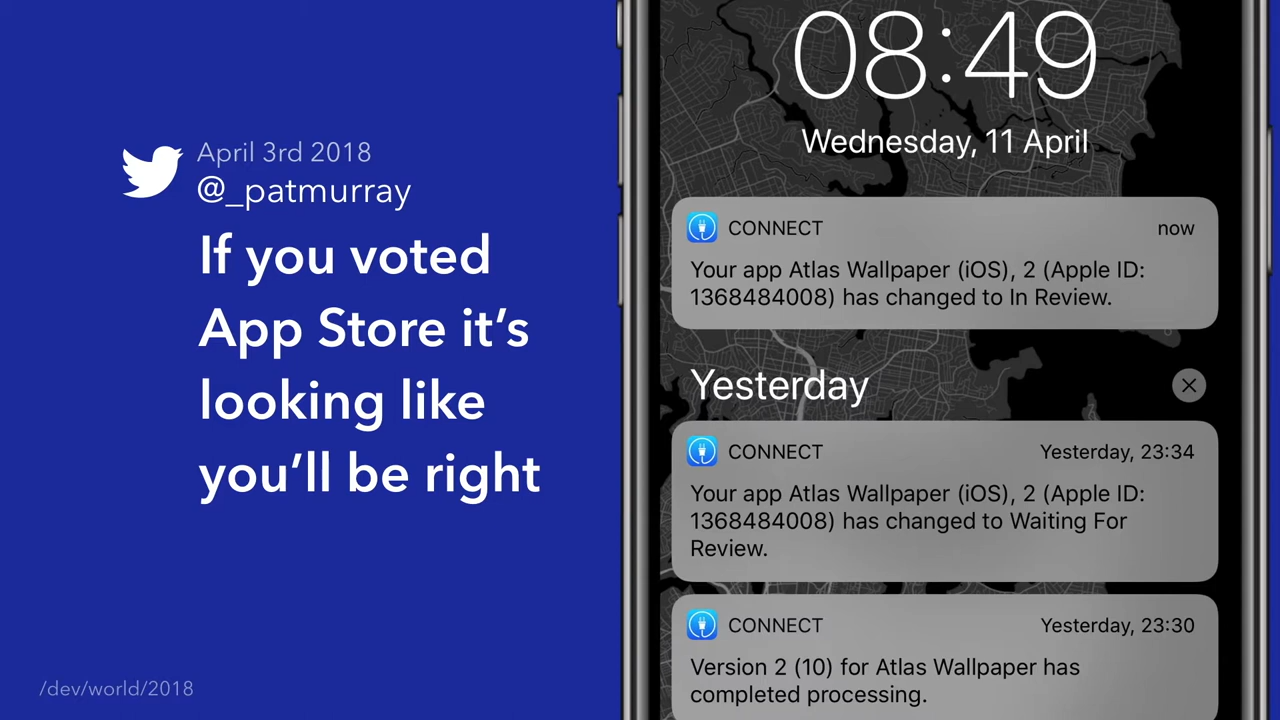 April 3rd 2018
@_patmurray
If you voted
App Store it’s
looking like
you’ll be right
/dev/world/2018
08:49
Wednesday, 11 April
CONNECT now
Your app Atlas Wallpaper (iOS), 2 (Apple ID:
1368484008) has changed to In Review.
Yesterday
CONNECT Yesterday, 23:34
Your app Atlas Wallpaper (iOS), 2 (Apple ID:
1368484008) has changed to Waiting For
Review.
CONNECT Yesterday, 23:30
Version 2 (10) for Atlas Wallpaper has
completed processing.